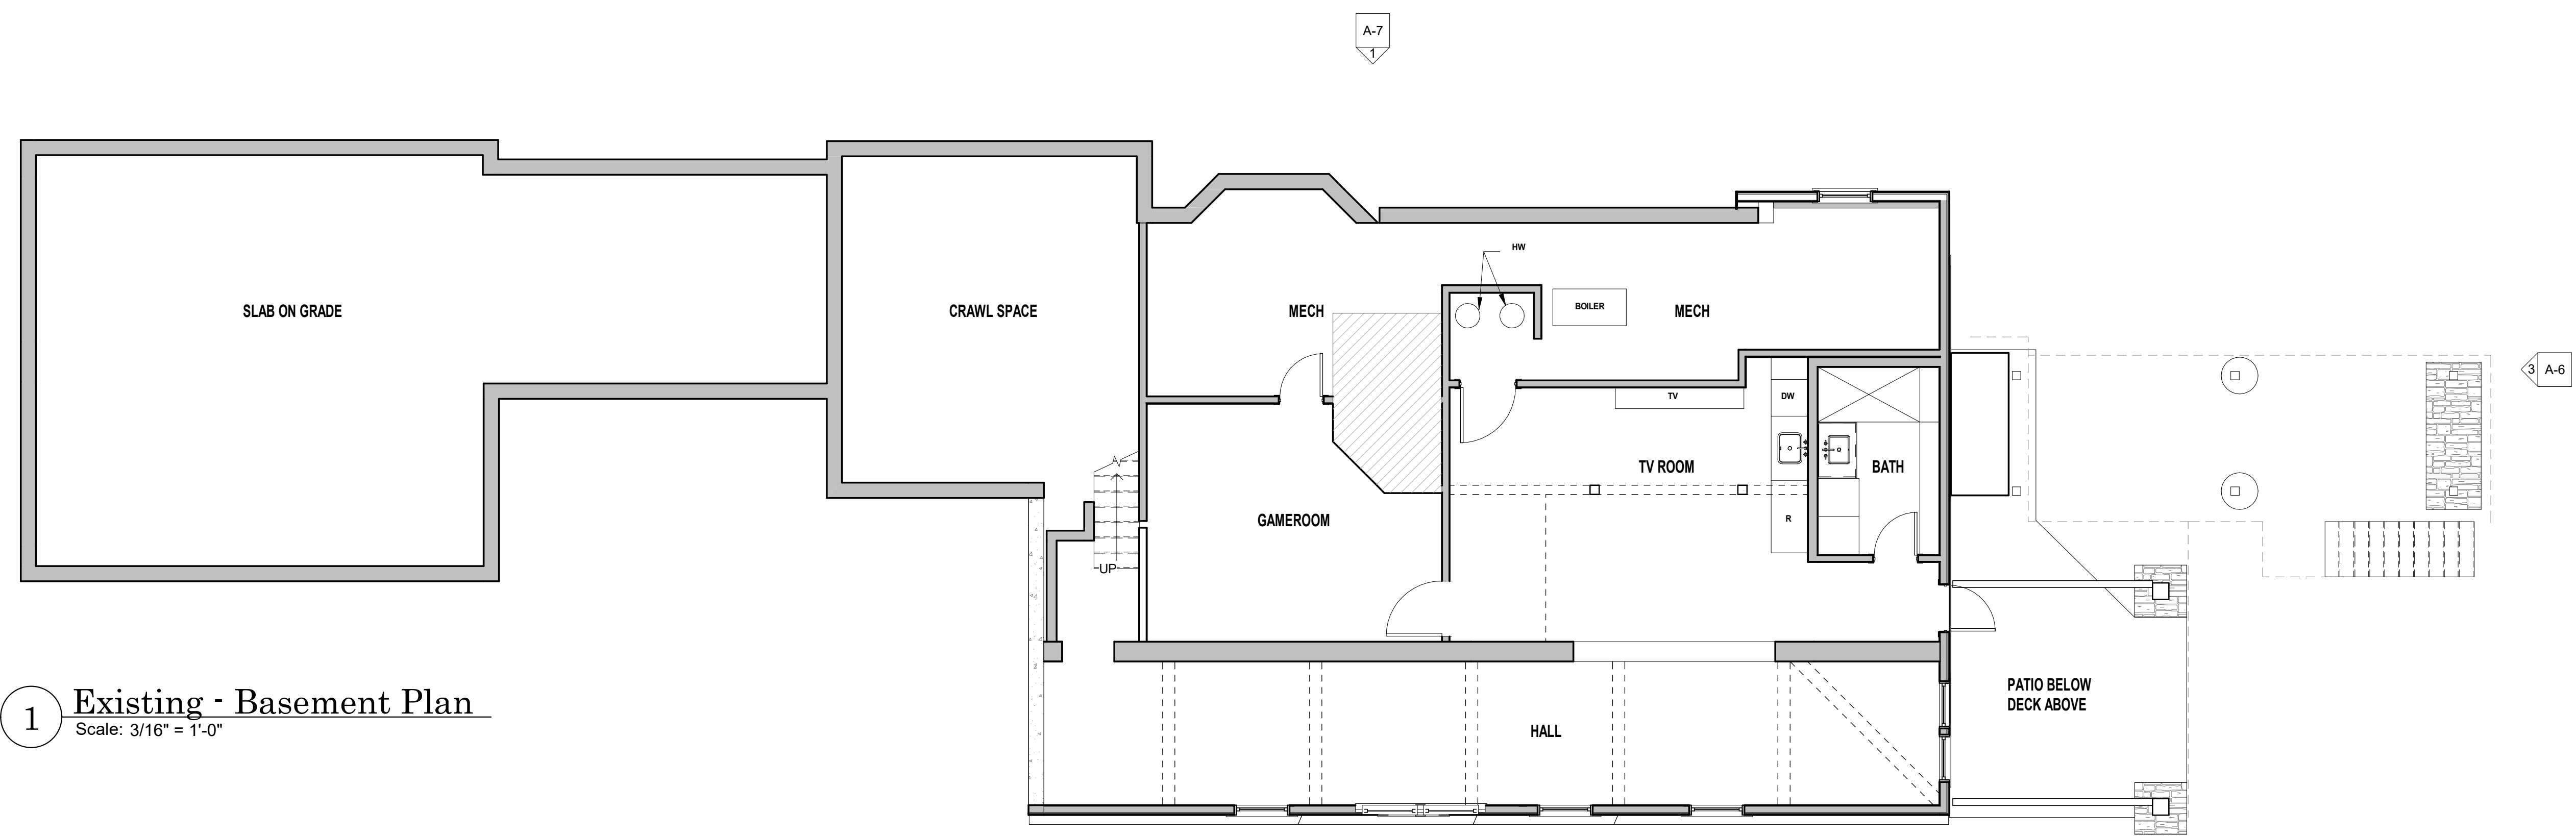 A-7
1
HW
SLAB ON GRADE
CRAWL SPACE
MECH
BOILER
MECH
3 A-6
TV
DW
TV ROOM
BATH
GAMEROOM
R
UP
PATIO BELOW
DECK ABOVE
HALL
1
Existing - Basement Plan
Scale: 3/16" = 1'-0"